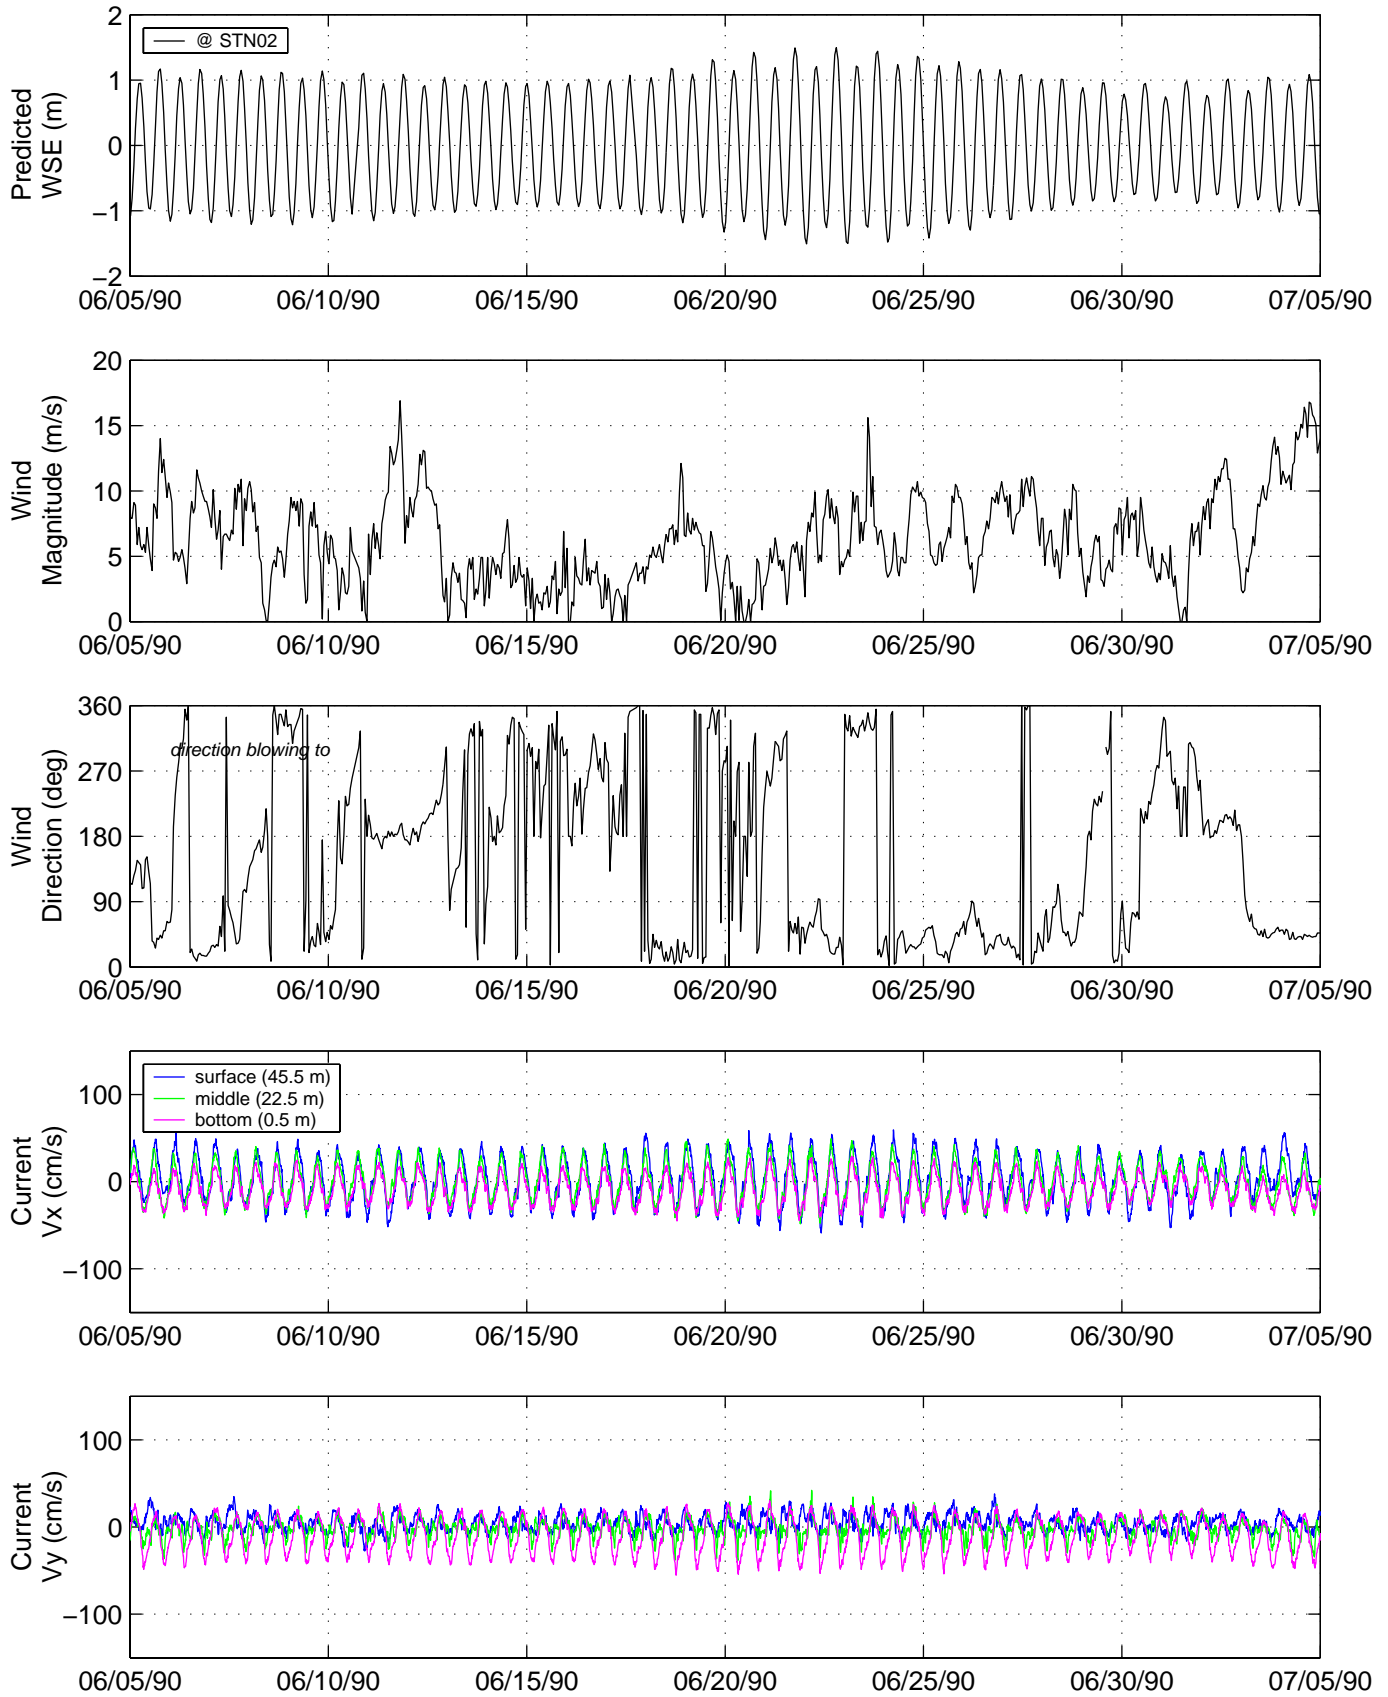 2
1
0
−1
−2
Predicted
WSE (m)
@ STN02
06/05/90 06/10/90 06/15/90 06/20/90 06/25/90 06/30/90 07/05/90
20
15
10
5
0
Wind
Magnitude (m/s)
06/05/90 06/10/90 06/15/90 06/20/90 06/25/90 06/30/90 07/05/90
360
270
180
90
0
Wind
Direction (deg)
direction blowing to
06/05/90 06/10/90 06/15/90 06/20/90 06/25/90 06/30/90 07/05/90
100
0
−100
Current
Vx (cm/s)
surface (45.5 m)
middle (22.5 m)
bottom (0.5 m)
06/05/90 06/10/90 06/15/90 06/20/90 06/25/90 06/30/90 07/05/90
100
0
−100
Current
Vy (cm/s)
06/05/90 06/10/90 06/15/90 06/20/90 06/25/90 06/30/90 07/05/90